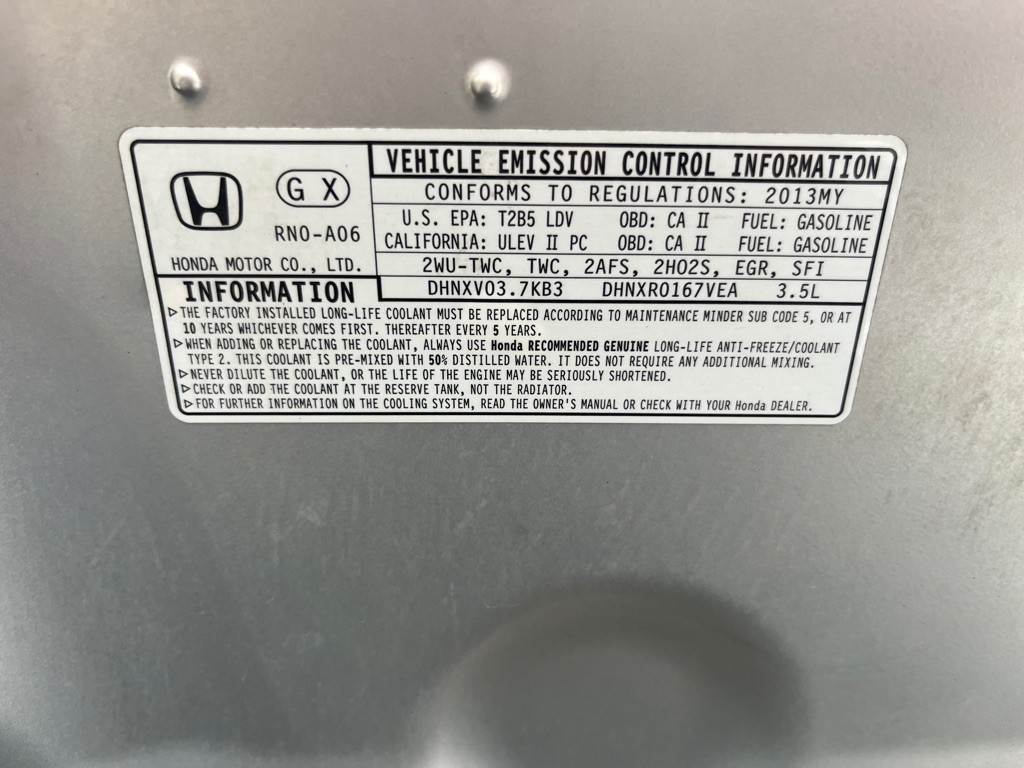 G X
RN0-A06
HONDA MOTOR CO., LTD.
VEHICLE EMISSION CONTROL INFORMATION
CONFORMS TO REGULATIONS: 2013MY
U.S. EPA: T2B5 LDV OBD: CA II FUEL: GASOLINE
CALIFORNIA: ULEV II PC OBD: CA II FUEL: GASOLINE
2WU-TWC, TWC, 2AFS, 2HO2S, EGR, SFI
DHNXV03.7KB3 DHNXR0167VEA 3.5L
INFORMATION
▷THE FACTORY INSTALLED LONG-LIFE COOLANT MUST BE REPLACED ACCORDING TO MAINTENANCE MINDER SUB CODE 5, OR AT
10 YEARS WHICHEVER COMES FIRST. THEREAFTER EVERY 5 YEARS.
▷WHEN ADDING OR REPLACING THE COOLANT, ALWAYS USE Honda RECOMMENDED GENUINE LONG-LIFE ANTI-FREEZE/COOLANT
TYPE 2. THIS COOLANT IS PRE-MIXED WITH 50% DISTILLED WATER. IT DOES NOT REQUIRE ANY ADDITIONAL MIXING.
▷NEVER DILUTE THE COOLANT, OR THE LIFE OF THE ENGINE MAY BE SERIOUSLY SHORTENED.
▷CHECK OR ADD THE COOLANT AT THE RESERVE TANK, NOT THE RADIATOR.
▷FOR FURTHER INFORMATION ON THE COOLING SYSTEM, READ THE OWNER'S MANUAL OR CHECK WITH YOUR Honda DEALER.